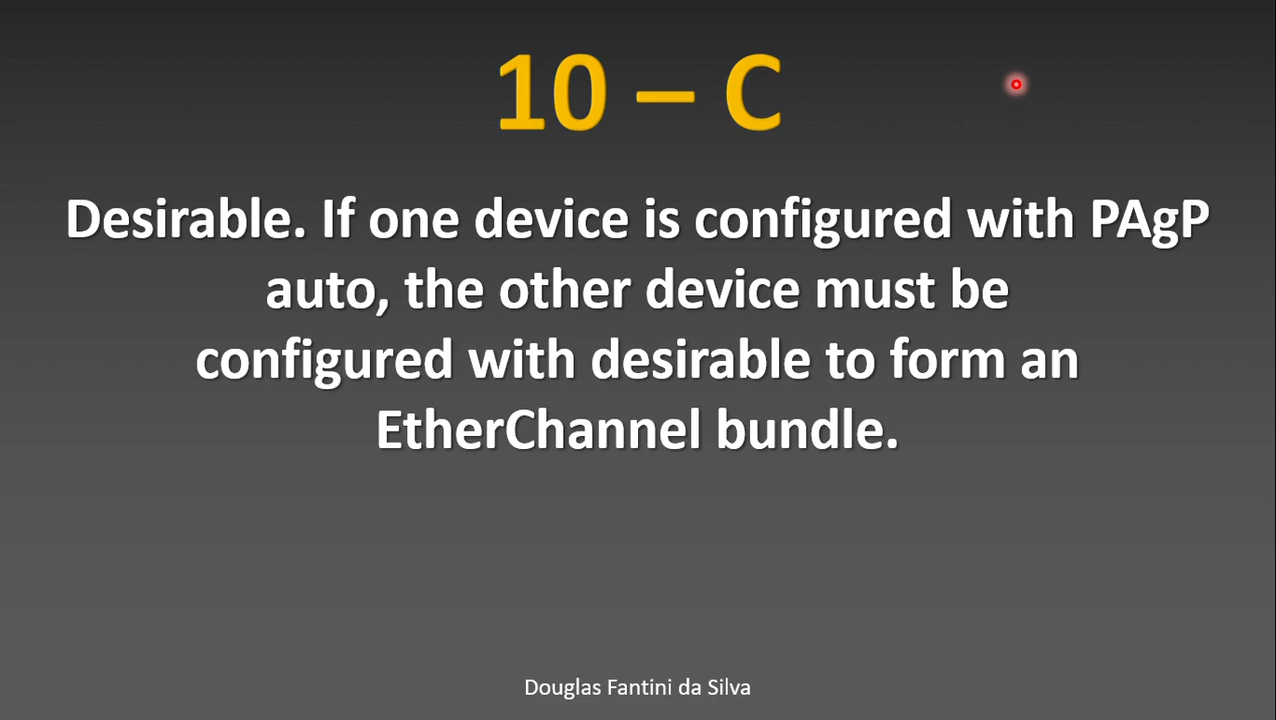 10 – C
Desirable. If one device is configured with PAgP
auto, the other device must be
configured with desirable to form an
EtherChannel bundle.
Douglas Fantini da Silva